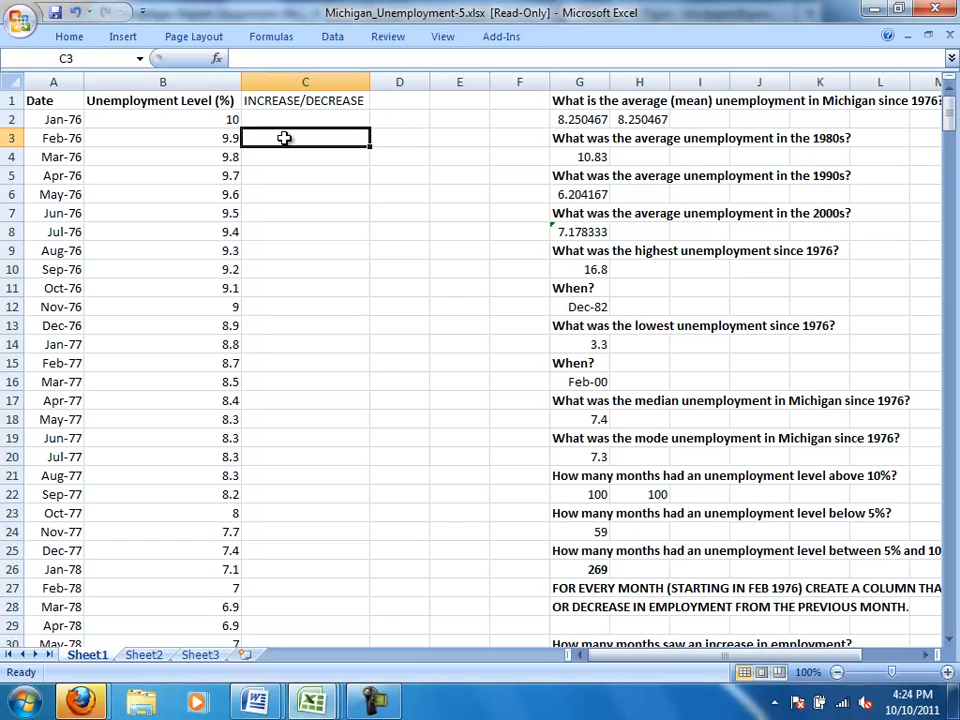 Michigan_Unemployment-5.xlsx [Read-Only] - Microsoft Excel
Home Insert Page Layout Formulas Data Review View Add-Ins
C3 fx
A B C D E F G H I J K L M
1 Date Unemployment Level (%) INCREASE/DECREASE What is the average (mean) unemployment in Michigan since 1976?
2 Jan-76 10 8.250467 8.250467
3 Feb-76 9.9 What was the average unemployment in the 1980s?
4 Mar-76 9.8 10.83
5 Apr-76 9.7 What was the average unemployment in the 1990s?
6 May-76 9.6 6.204167
7 Jun-76 9.5 What was the average unemployment in the 2000s?
8 Jul-76 9.4 7.178333
9 Aug-76 9.3 What was the highest unemployment since 1976?
10 Sep-76 9.2 16.8
11 Oct-76 9.1 When?
12 Nov-76 9 Dec-82
13 Dec-76 8.9 What was the lowest unemployment since 1976?
14 Jan-77 8.8 3.3
15 Feb-77 8.7 When?
16 Mar-77 8.5 Feb-00
17 Apr-77 8.4 What was the median unemployment in Michigan since 1976?
18 May-77 8.3 7.4
19 Jun-77 8.3 What was the mode unemployment in Michigan since 1976?
20 Jul-77 8.3 7.3
21 Aug-77 8.3 How many months had an unemployment level above 10%?
22 Sep-77 8.2 100 100
23 Oct-77 8 How many months had an unemployment level below 5%?
24 Nov-77 7.7 59
25 Dec-77 7.4 How many months had an unemployment level between 5% and 10
26 Jan-78 7.1 269
27 Feb-78 7 FOR EVERY MONTH (STARTING IN FEB 1976) CREATE A COLUMN THA
28 Mar-78 6.9 OR DECREASE IN EMPLOYMENT FROM THE PREVIOUS MONTH.
29 Apr-78 6.9
30 May-78 7 How many months saw an increase in employment?
Sheet1 Sheet2 Sheet3
Ready 100%
4:24 PM
10/10/2011